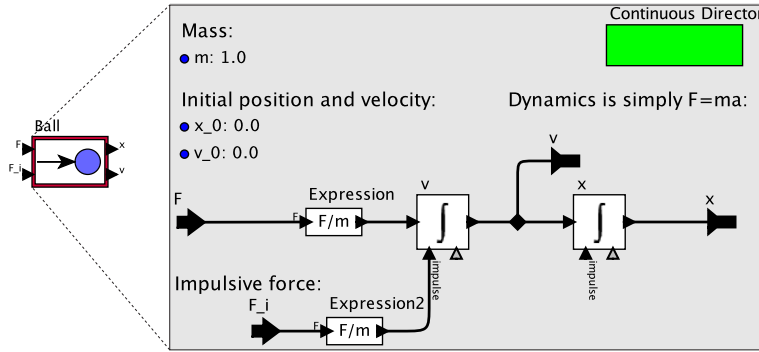 Continuous Director
Mass:
m: 1.0
Initial position and velocity:
Dynamics is simply F=ma:
x_0: 0.0
v_0: 0.0
Ball
F
x
F_i
v
v
F
Expression
v
x
x
F
F/m
impulse
impulse
Impulsive force:
F_i
Expression2
F
F/m